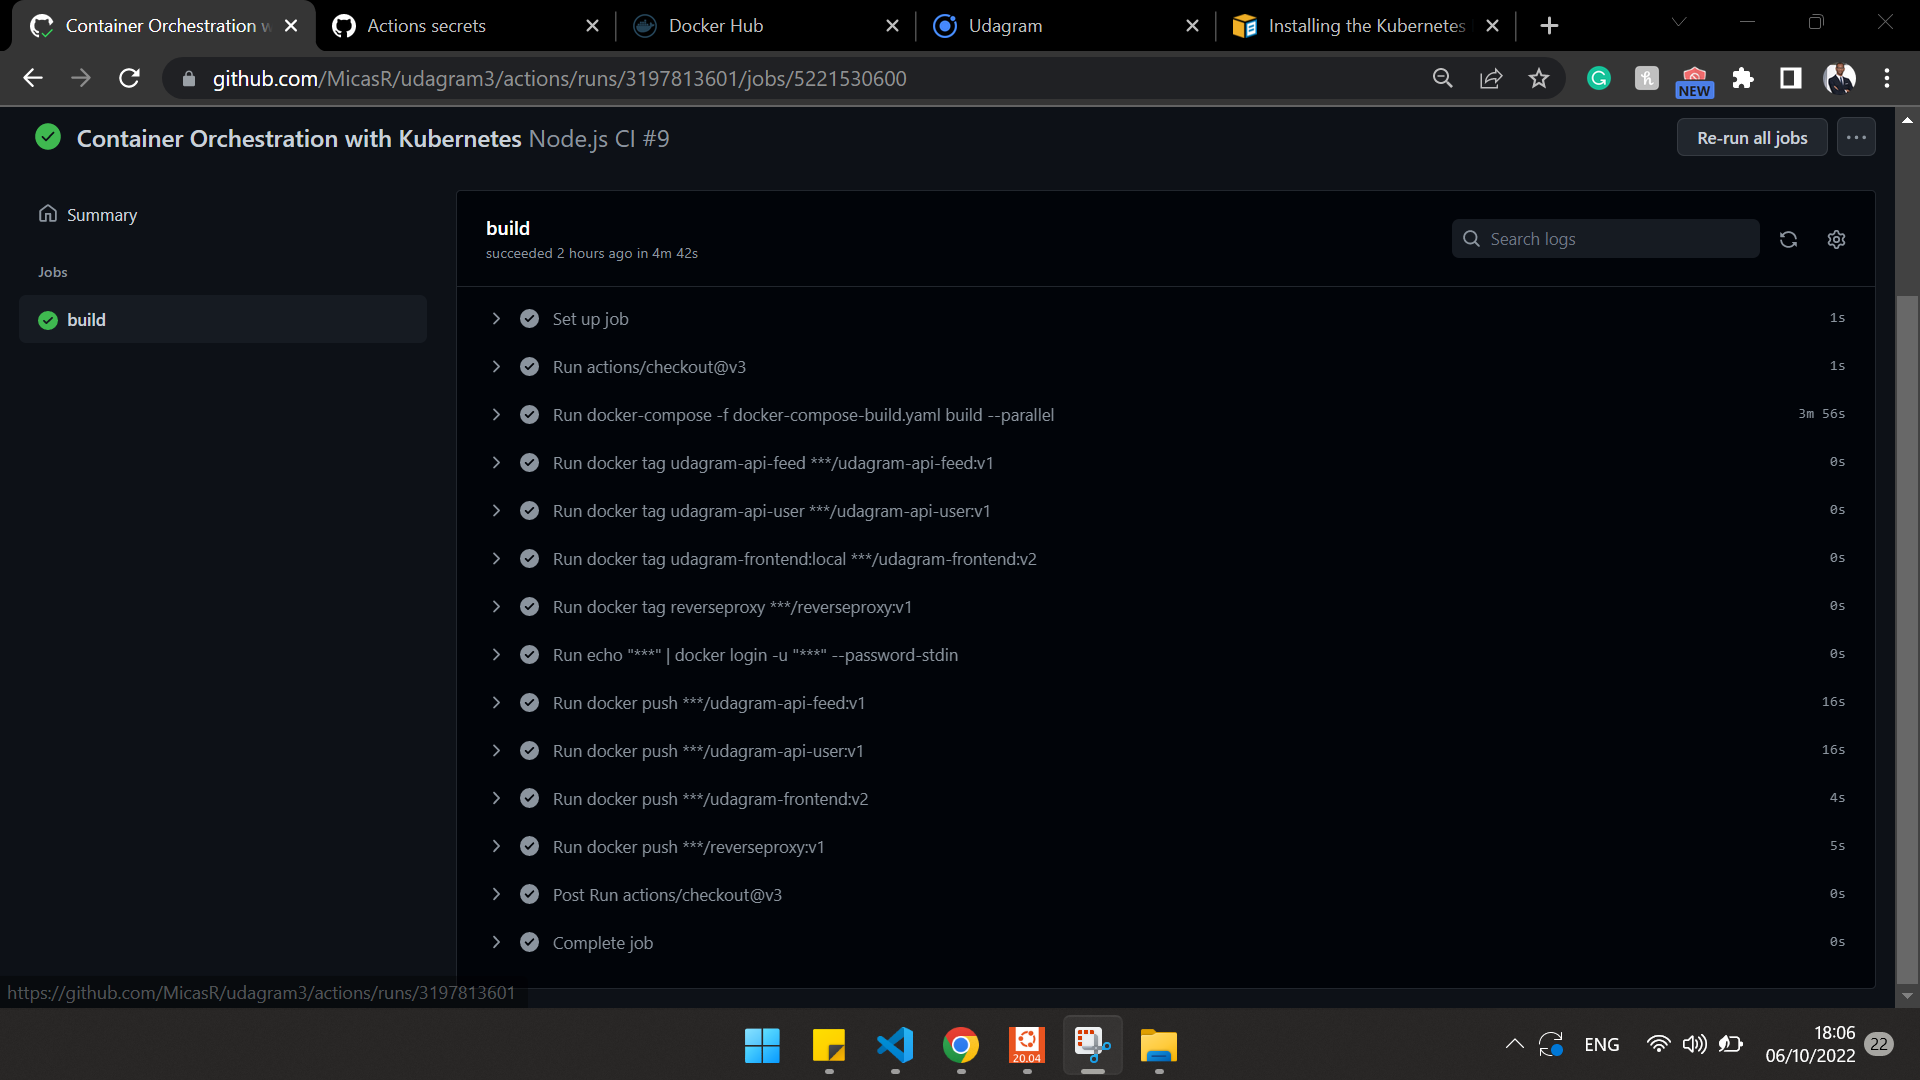 Container Orchestration w
Actions secrets
Docker Hub
Udagram
Installing the Kubernetes
github.com/MicasR/udagram3/actions/runs/3197813601/jobs/5221530600
NEW
Container Orchestration with Kubernetes Node.js CI #9
Re-run all jobs
Summary
Jobs
build
build
succeeded 2 hours ago in 4m 42s
Search logs
Set up job 1s
Run actions/checkout@v3 1s
Run docker-compose -f docker-compose-build.yaml build --parallel 3m 56s
Run docker tag udagram-api-feed ***/udagram-api-feed:v1 0s
Run docker tag udagram-api-user ***/udagram-api-user:v1 0s
Run docker tag udagram-frontend:local ***/udagram-frontend:v2 0s
Run docker tag reverseproxy ***/reverseproxy:v1 0s
Run echo "***" | docker login -u "***" --password-stdin 0s
Run docker push ***/udagram-api-feed:v1 16s
Run docker push ***/udagram-api-user:v1 16s
Run docker push ***/udagram-frontend:v2 4s
Run docker push ***/reverseproxy:v1 5s
Post Run actions/checkout@v3 0s
Complete job 0s
https://github.com/MicasR/udagram3/actions/runs/3197813601
20.04
ENG
18:06
06/10/2022
22